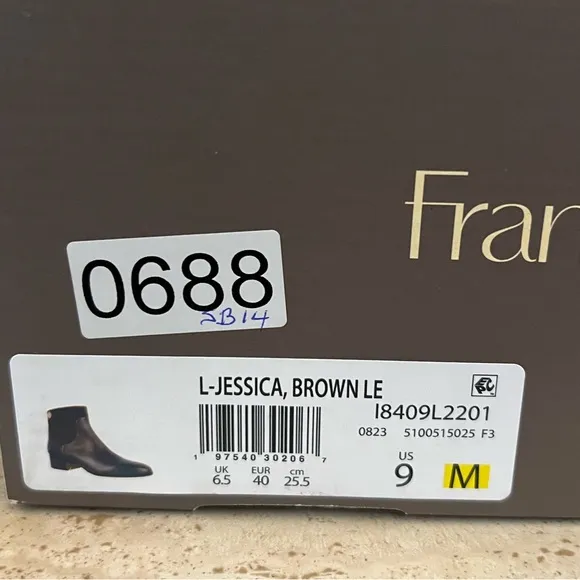 Fran
0688
SB14
L-JESSICA, BROWN LE
I8409L2201
0823 5100515025 F3
1 97540 30206 7
UK EUR cm
6.5 40 25.5
US
9 M